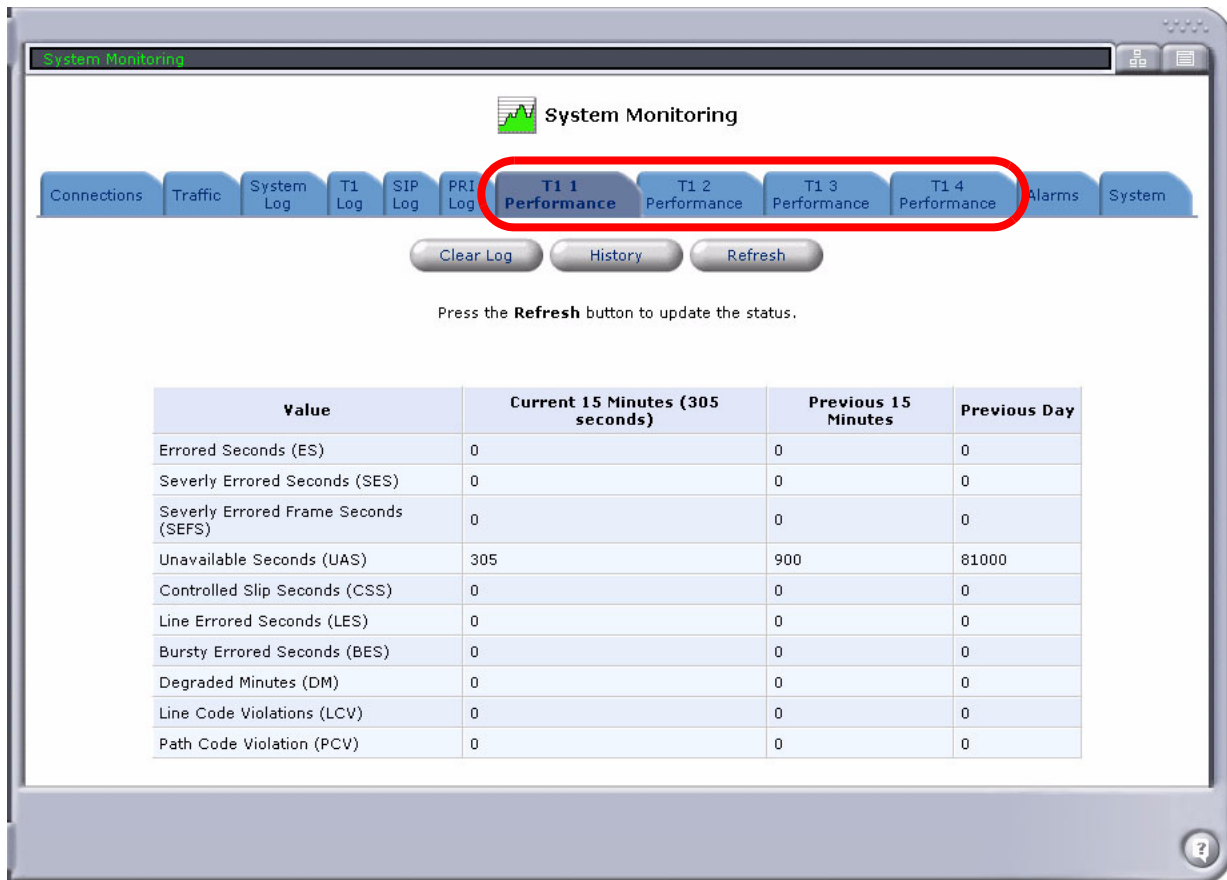 System Monitoring
System Monitoring
Connections
Traffic
System
Log
T1
Log
SIP
Log
PRI
Log
T1 1
Performance
T1 2
Performance
T1 3
Performance
T1 4
Performance
Alarms
System
Clear Log
History
Refresh
Press the Refresh button to update the status.
Value
Current 15 Minutes (305
seconds)
Previous 15
Minutes
Previous Day
Errored Seconds (ES) 0 0 0
Severly Errored Seconds (SES) 0 0 0
Severly Errored Frame Seconds
(SEFS) 0 0 0
Unavailable Seconds (UAS) 305 900 81000
Controlled Slip Seconds (CSS) 0 0 0
Line Errored Seconds (LES) 0 0 0
Bursty Errored Seconds (BES) 0 0 0
Degraded Minutes (DM) 0 0 0
Line Code Violations (LCV) 0 0 0
Path Code Violation (PCV) 0 0 0
?